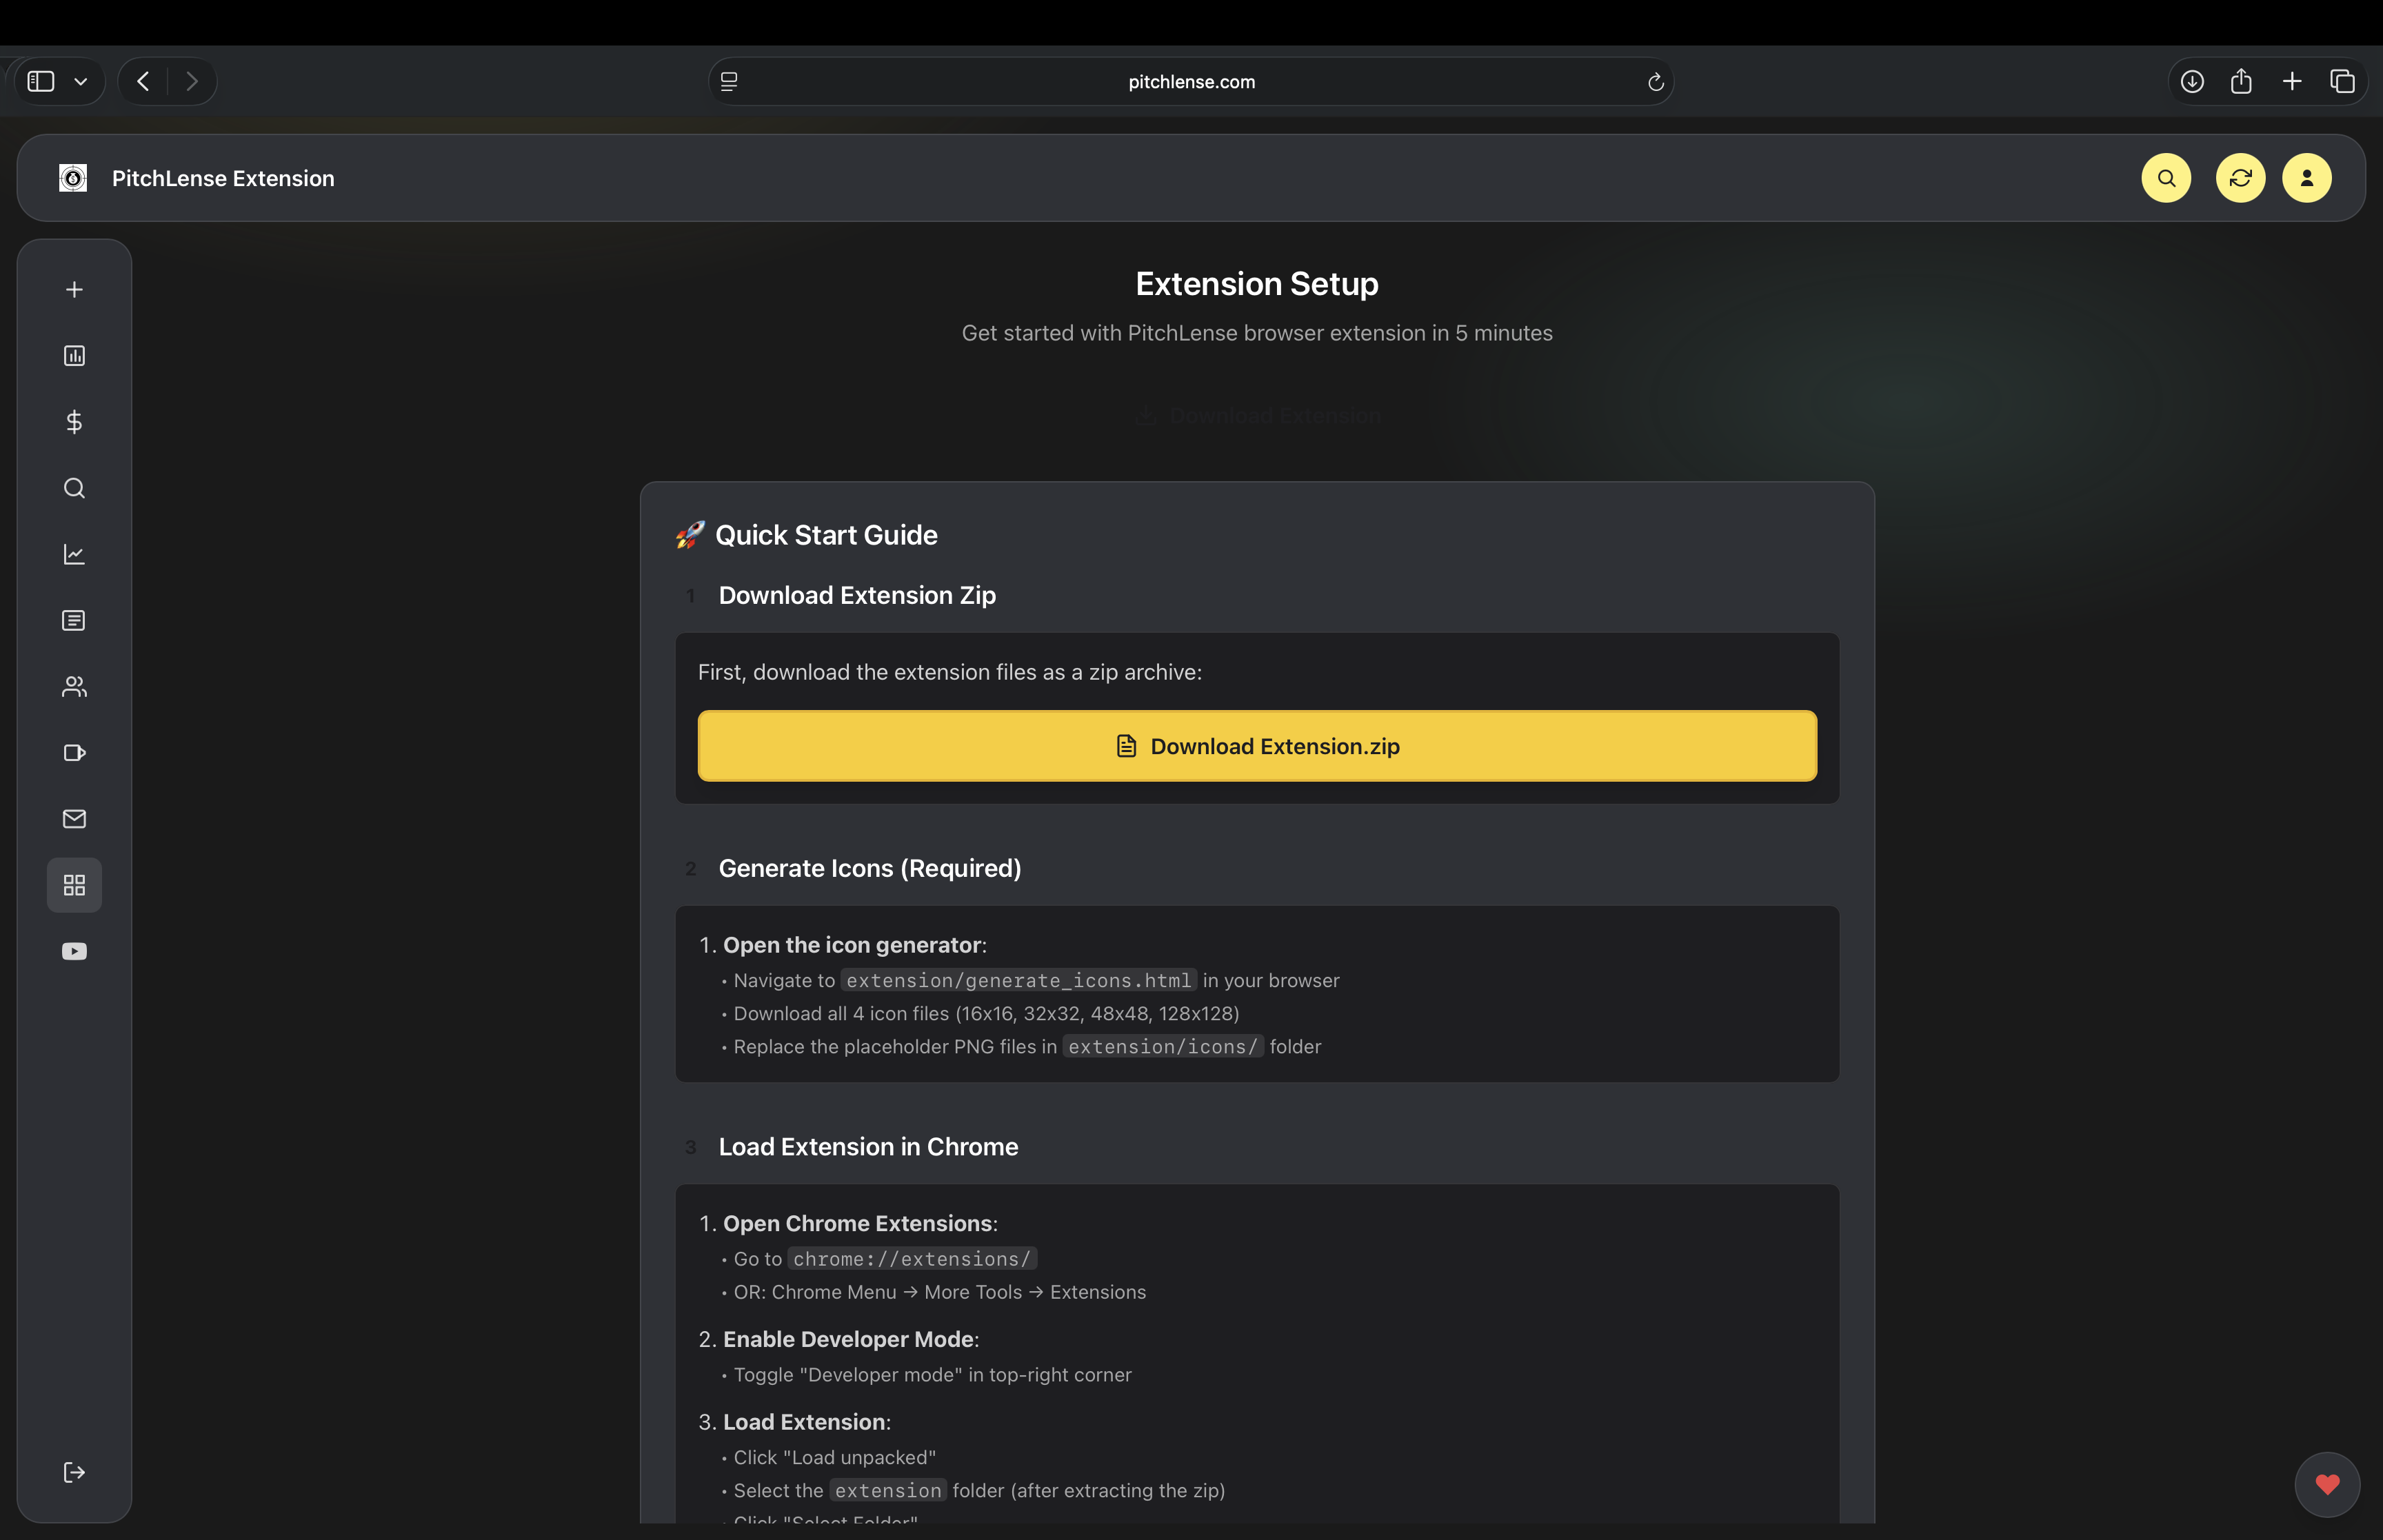 pitchlense.com
PitchLense Extension
Extension Setup
Get started with PitchLense browser extension in 5 minutes
Download Extension
🚀 Quick Start Guide
1 Download Extension Zip
First, download the extension files as a zip archive:
Download Extension.zip
2 Generate Icons (Required)
1. Open the icon generator:
• Navigate to extension/generate_icons.html in your browser
• Download all 4 icon files (16x16, 32x32, 48x48, 128x128)
• Replace the placeholder PNG files in extension/icons/ folder
3 Load Extension in Chrome
1. Open Chrome Extensions:
• Go to chrome://extensions/
• OR: Chrome Menu → More Tools → Extensions
2. Enable Developer Mode:
• Toggle "Developer mode" in top-right corner
3. Load Extension:
• Click "Load unpacked"
• Select the extension folder (after extracting the zip)
• Click "Select Folder"